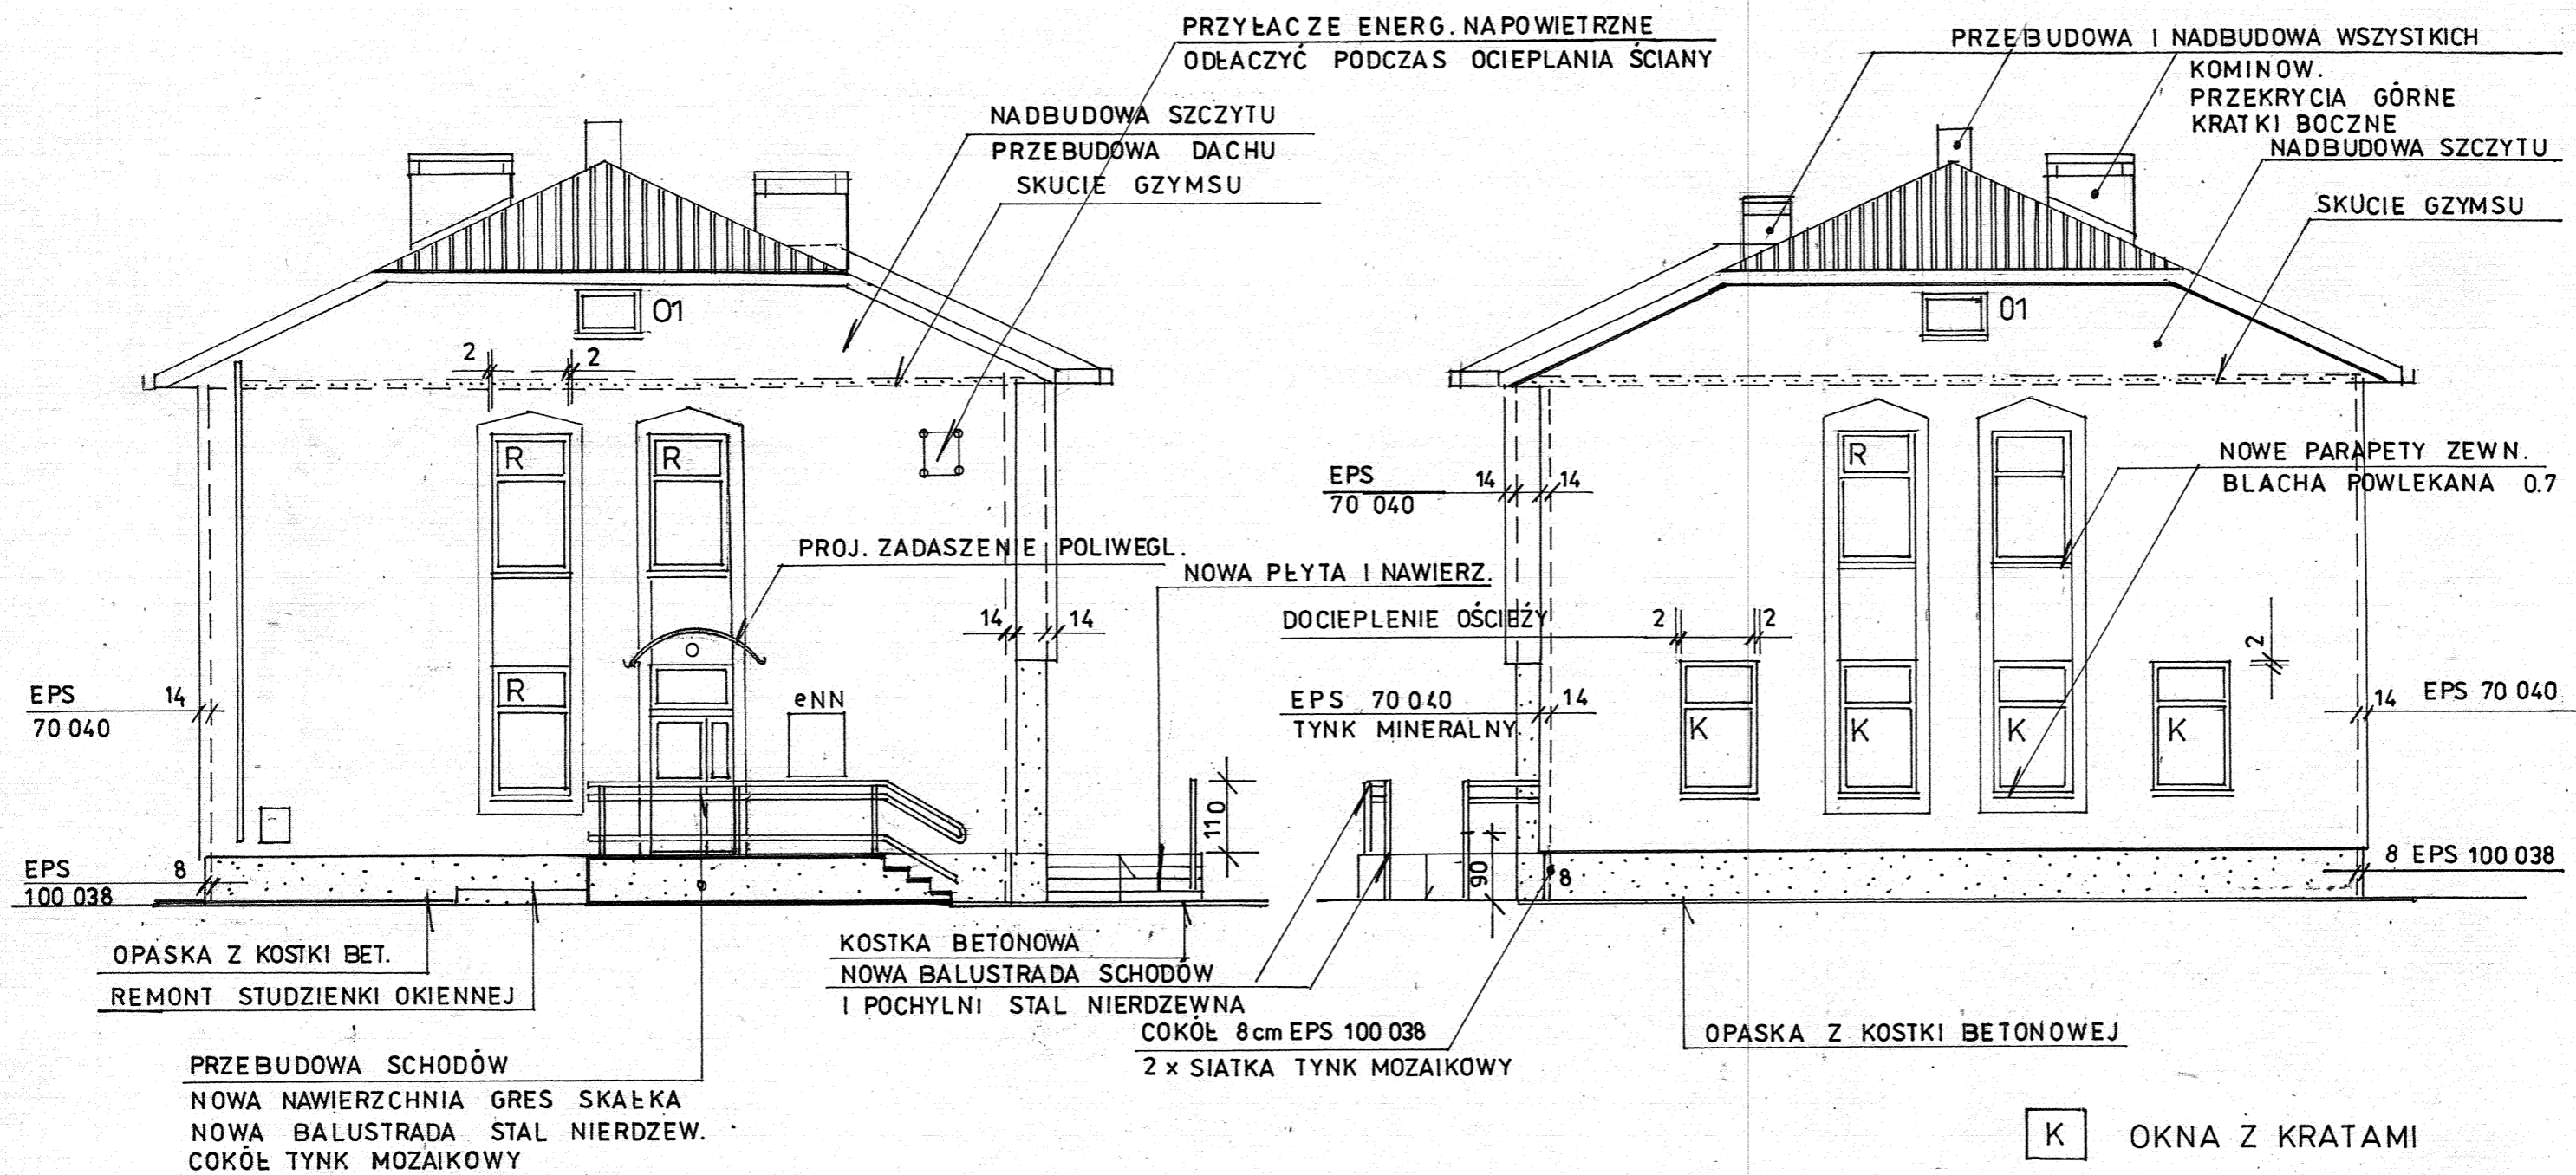 PRZYŁACZE ENERG. NAPOWIETRZNE
ODŁACZYĆ PODCZAS OCIEPLANIA ŚCIANY
NADBUDOWA SZCZYTU
PRZEBUDOWA DACHU
SKUCIE GZYMSU
PRZEBUDOWA I NADBUDOWA WSZYSTKICH
KOMINOW.
PRZEKRYCIA GÓRNE
KRATKI BOCZNE
NADBUDOWA SZCZYTU
SKUCIE GZYMSU
O1
2 2
R R
R
O
eNN
PROJ. ZADASZENIE POLIWEGL.
NOWA PŁYTA I NAWIERZ.
14 14
EPS 14
70 040
EPS 8
100 038
110
O1
EPS 14 14
70 040
NOWE PARAPETY ZEWN.
BLACHA POWLEKANA 0.7
R
DOCIEPLENIE OŚCIEŻY 2 2
2
EPS 70 040 14
TYNK MINERALNY
K K K K
14 EPS 70 040
90
8
8 EPS 100 038
OPASKA Z KOSTKI BET.
REMONT STUDZIENKI OKIENNEJ
KOSTKA BETONOWA
NOWA BALUSTRADA SCHODÓW
I POCHYLNI STAL NIERDZEWNA
COKÓŁ 8cm EPS 100 038
2 x SIATKA TYNK MOZAIKOWY
OPASKA Z KOSTKI BETONOWEJ
PRZEBUDOWA SCHODÓW
NOWA NAWIERZCHNIA GRES SKAŁKA
NOWA BALUSTRADA STAL NIERDZEW.
COKÓŁ TYNK MOZAIKOWY
K OKNA Z KRATAMI